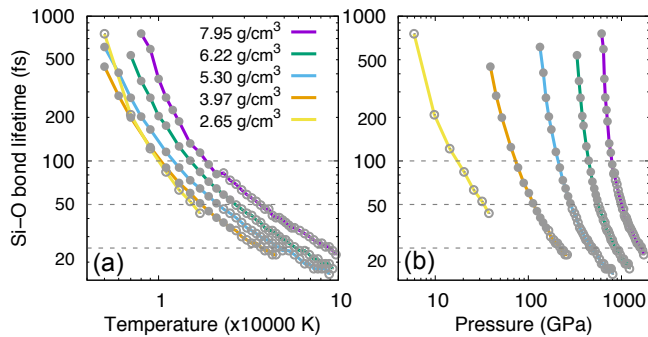 1000
500
200
100
50
20
Si–O bond lifetime (fs)
7.95 g/cm³
6.22 g/cm³
5.30 g/cm³
3.97 g/cm³
2.65 g/cm³
(a)
1
10
Temperature (x10000 K)
1000
500
200
100
50
20
(b)
10
100
1000
Pressure (GPa)